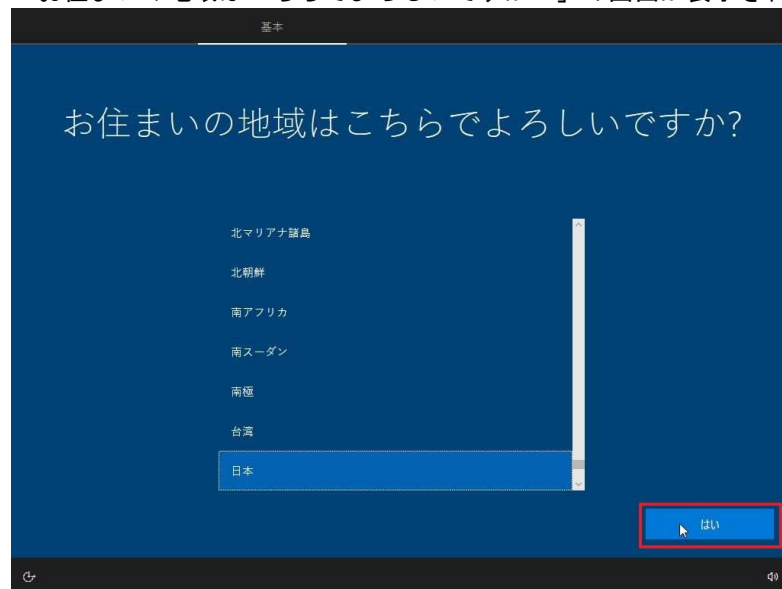 基本
お住まいの地域はこちらでよろしいですか?
北マリアナ諸島
北朝鮮
南アフリカ
南スーダン
南極
台湾
日本
はい